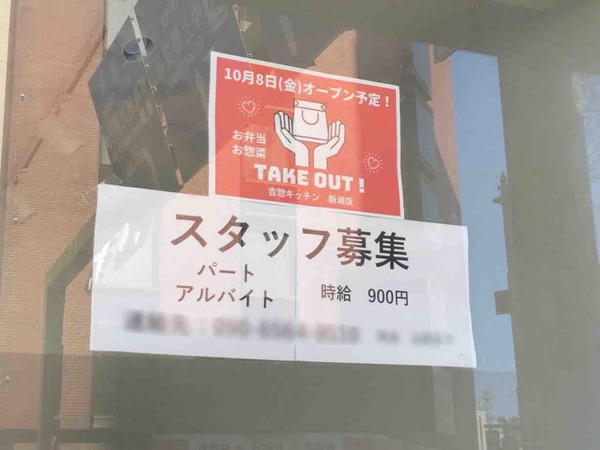 10月8日(金)オープン予定！
お弁当
お惣菜
TAKE OUT！
吉惣キッチン　新潟店
スタッフ募集
パート
アルバイト
時給　900円